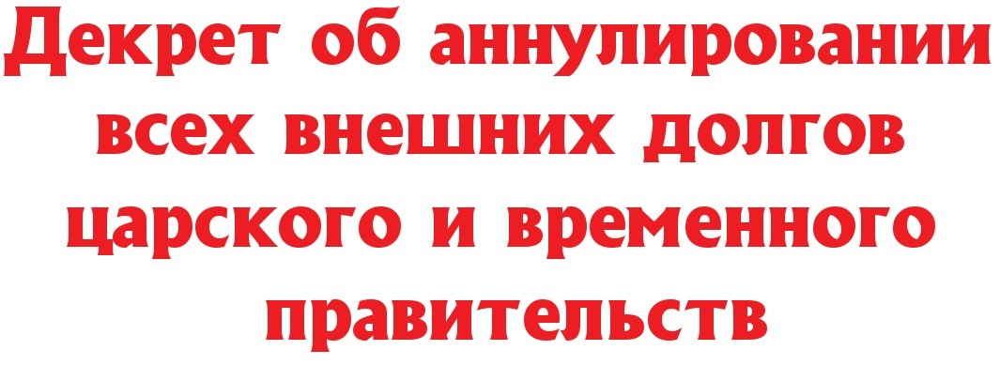 Декрет об аннулировании
всех внешних долгов
царского и временного
правительств